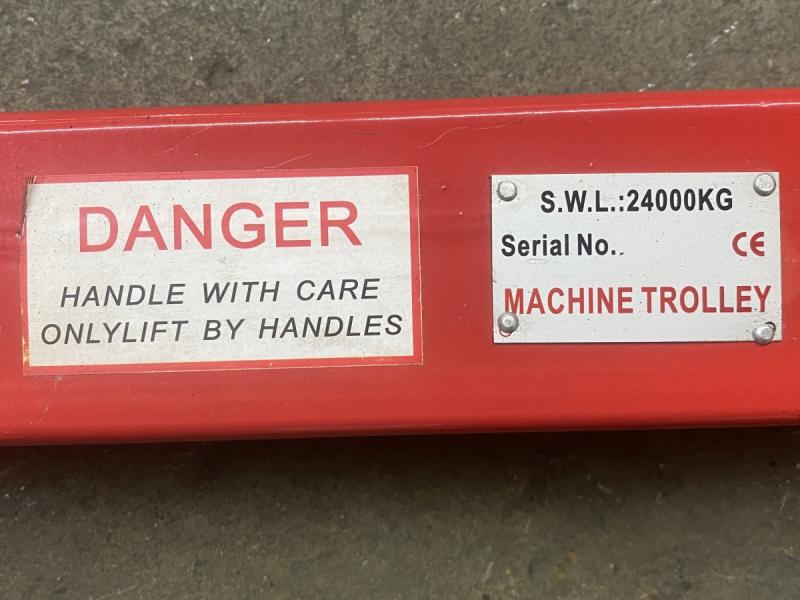 DANGER
HANDLE WITH CARE
ONLYLIFT BY HANDLES
S.W.L.:24000KG
Serial No. CE
MACHINE TROLLEY